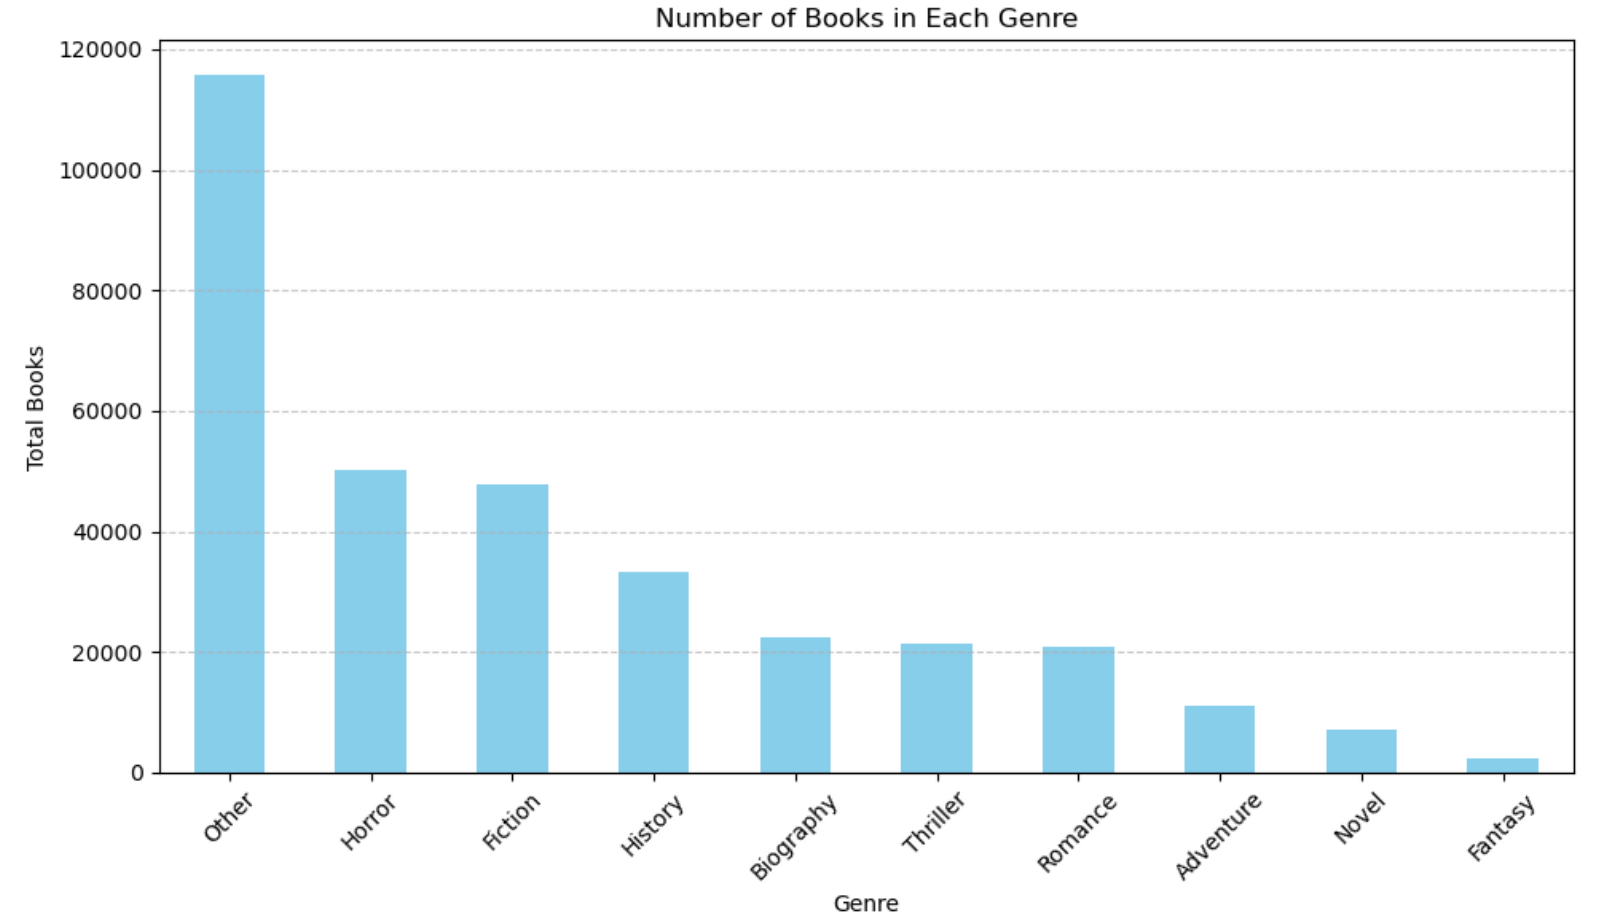 Number of Books in Each Genre
120000
100000
80000
60000
40000
20000
0
Total Books
Other
Horror
Fiction
History
Biography
Thriller
Romance
Adventure
Novel
Fantasy
Genre